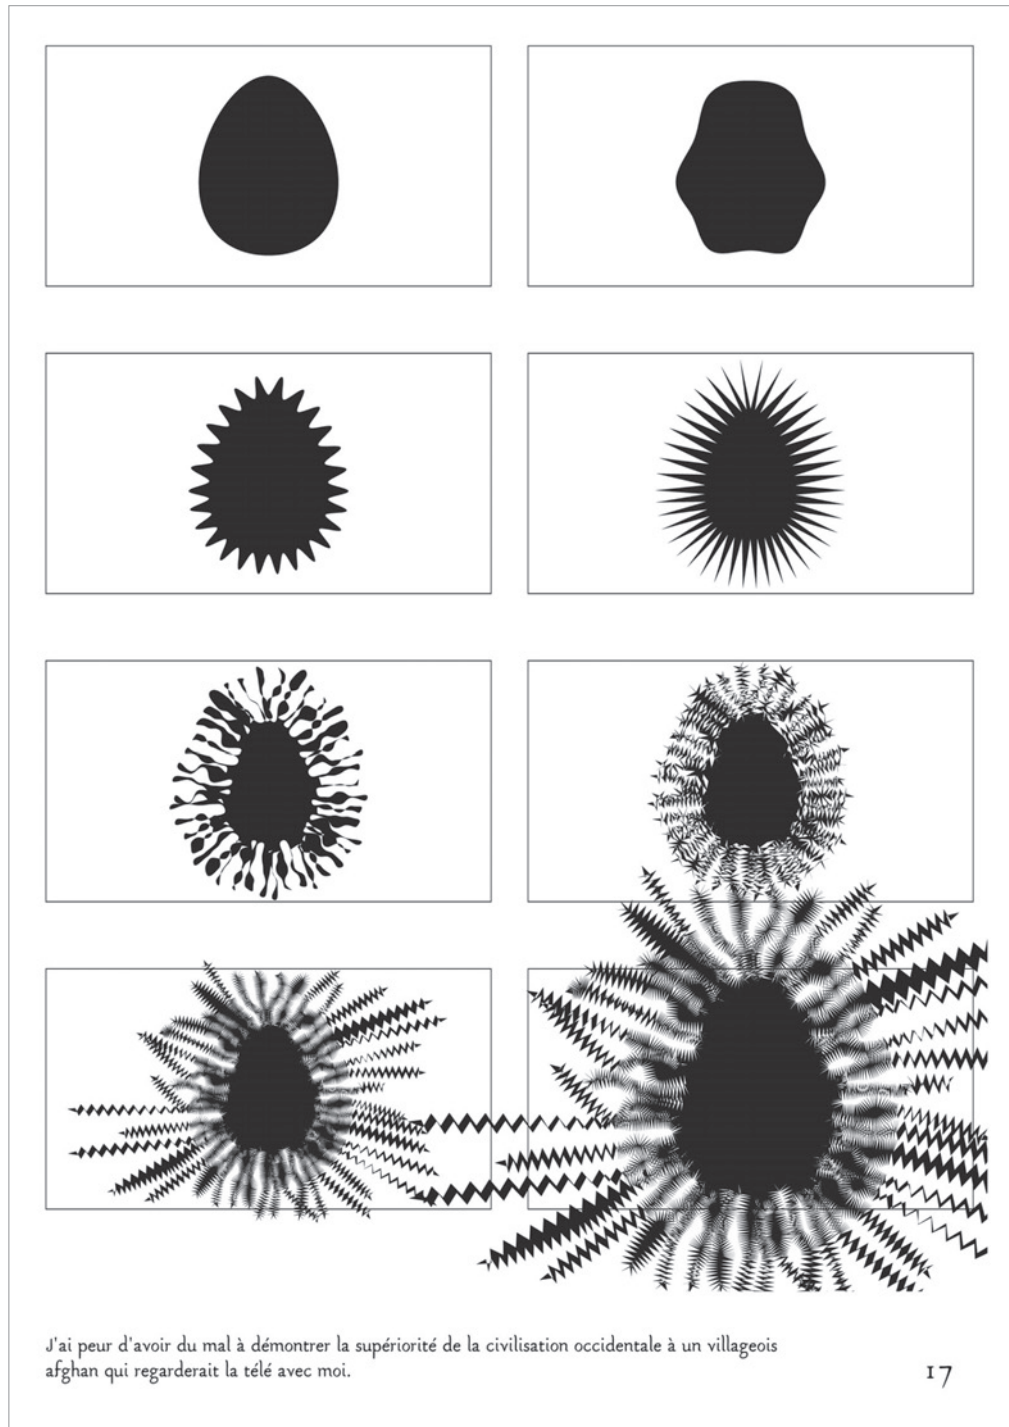 J'ai peur d'avoir du mal à démontrer la supériorité de la civilisation occidentale à un villageois
afghan qui regarderait la télé avec moi.
17